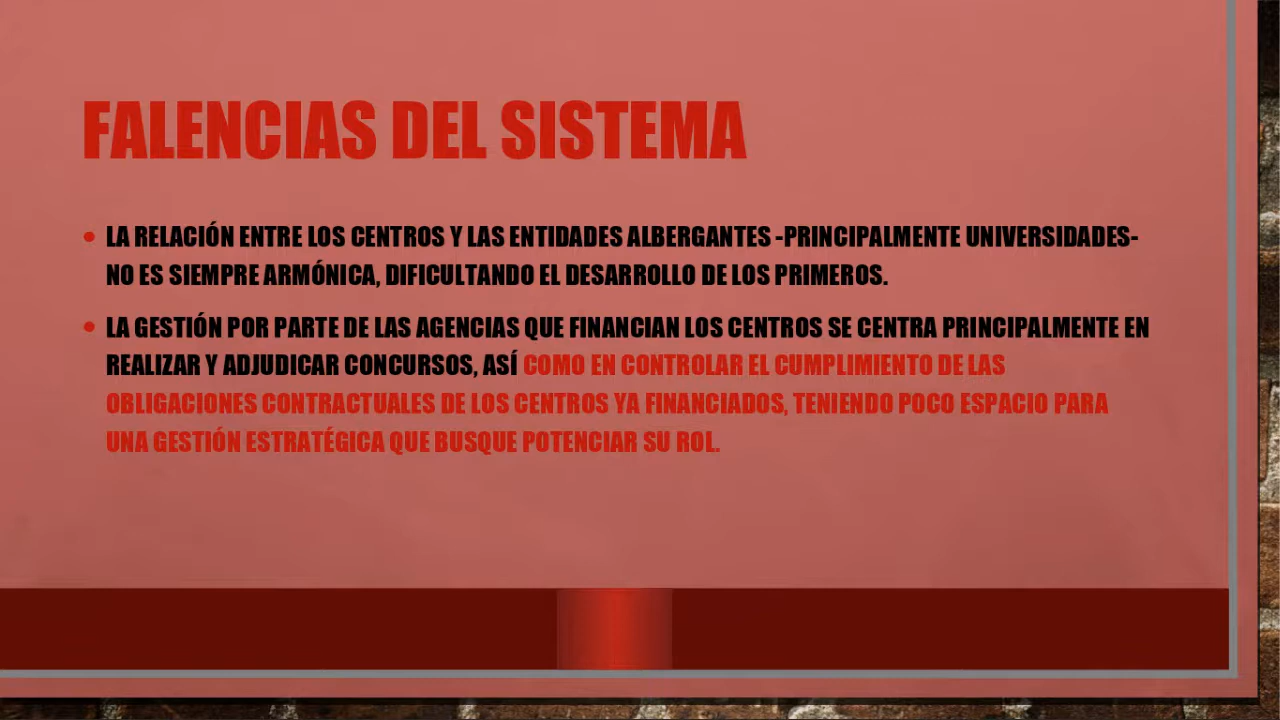 FALENCIAS DEL SISTEMA
• LA RELACIÓN ENTRE LOS CENTROS Y LAS ENTIDADES ALBERGANTES -PRINCIPALMENTE UNIVERSIDADES-
NO ES SIEMPRE ARMÓNICA, DIFICULTANDO EL DESARROLLO DE LOS PRIMEROS.
• LA GESTIÓN POR PARTE DE LAS AGENCIAS QUE FINANCIAN LOS CENTROS SE CENTRA PRINCIPALMENTE EN
REALIZAR Y ADJUDICAR CONCURSOS, ASÍ COMO EN CONTROLAR EL CUMPLIMIENTO DE LAS
OBLIGACIONES CONTRACTUALES DE LOS CENTROS YA FINANCIADOS, TENIENDO POCO ESPACIO PARA
UNA GESTIÓN ESTRATÉGICA QUE BUSQUE POTENCIAR SU ROL.